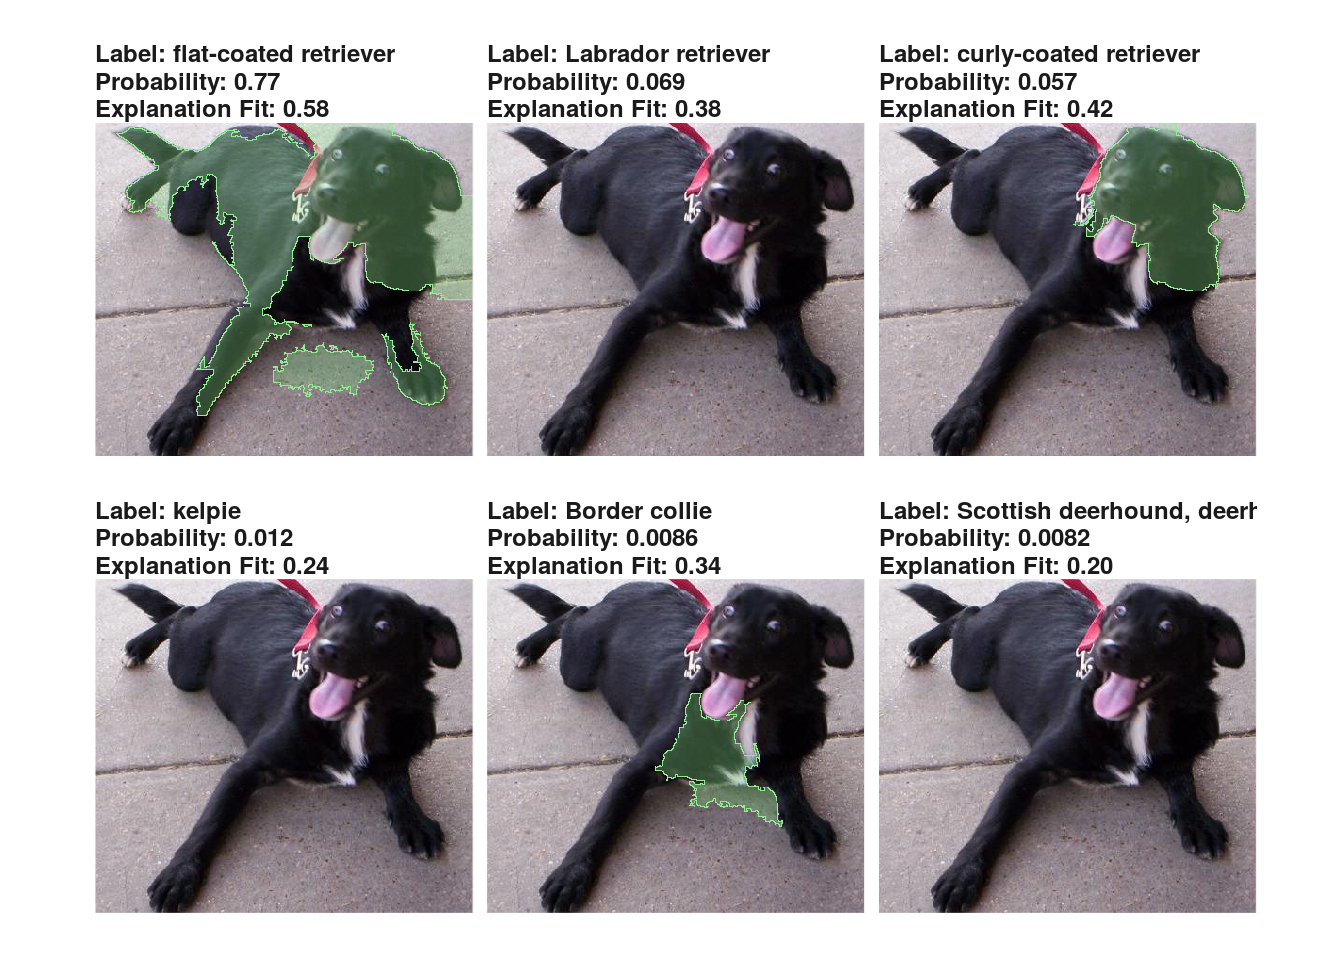 Label: flat-coated retriever
Probability: 0.77
Explanation Fit: 0.58
Label: Labrador retriever
Probability: 0.069
Explanation Fit: 0.38
Label: curly-coated retriever
Probability: 0.057
Explanation Fit: 0.42
Label: kelpie
Probability: 0.012
Explanation Fit: 0.24
Label: Border collie
Probability: 0.0086
Explanation Fit: 0.34
Label: Scottish deerhound, deerh
Probability: 0.0082
Explanation Fit: 0.20